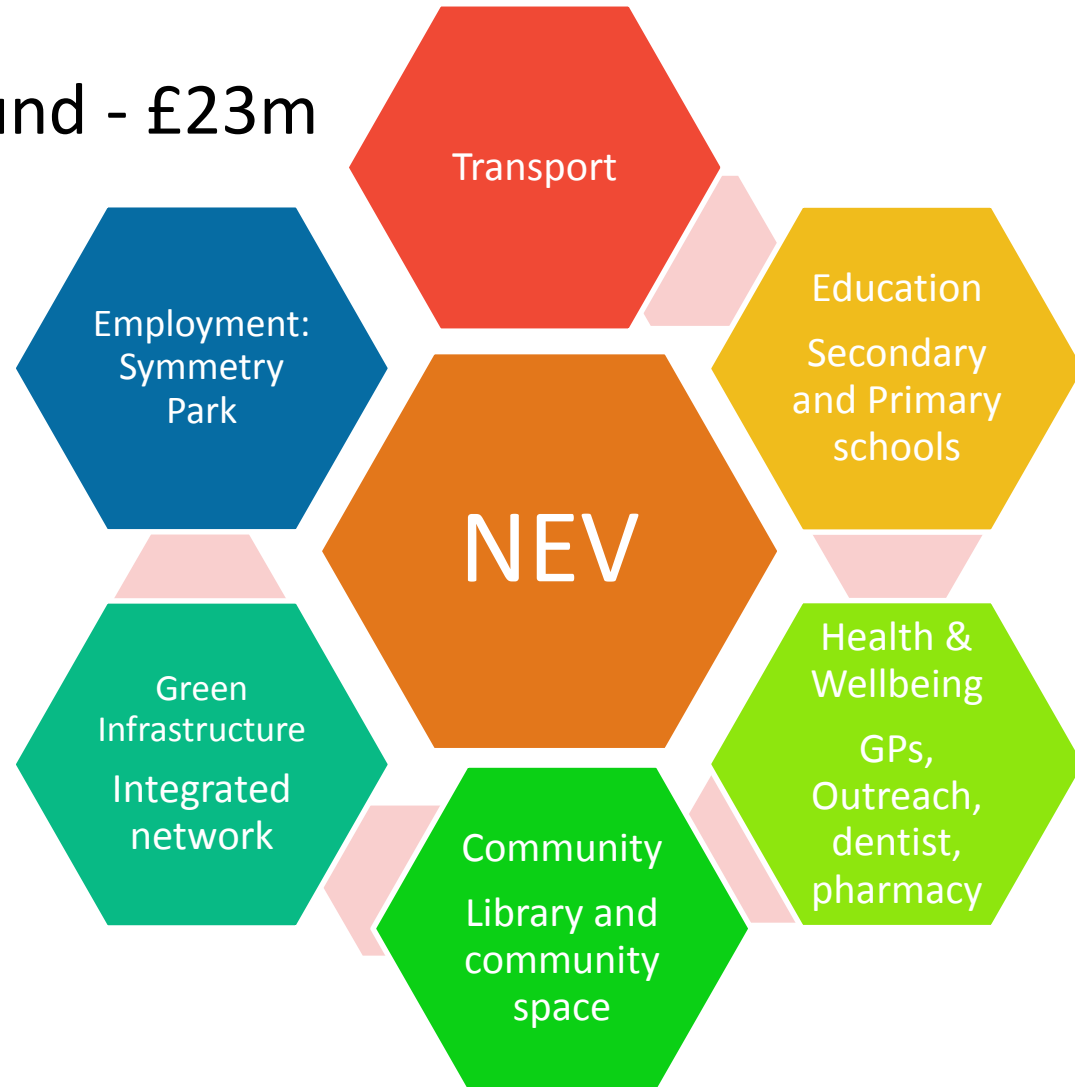 - £23m
Transport
Employment:
Symmetry
Park
Education
Secondary
and Primary
schools
NEV
Green
Infrastructure
Integrated
network
Health &
Wellbeing
GPs,
Outreach,
dentist,
pharmacy
Community
Library and
community
space